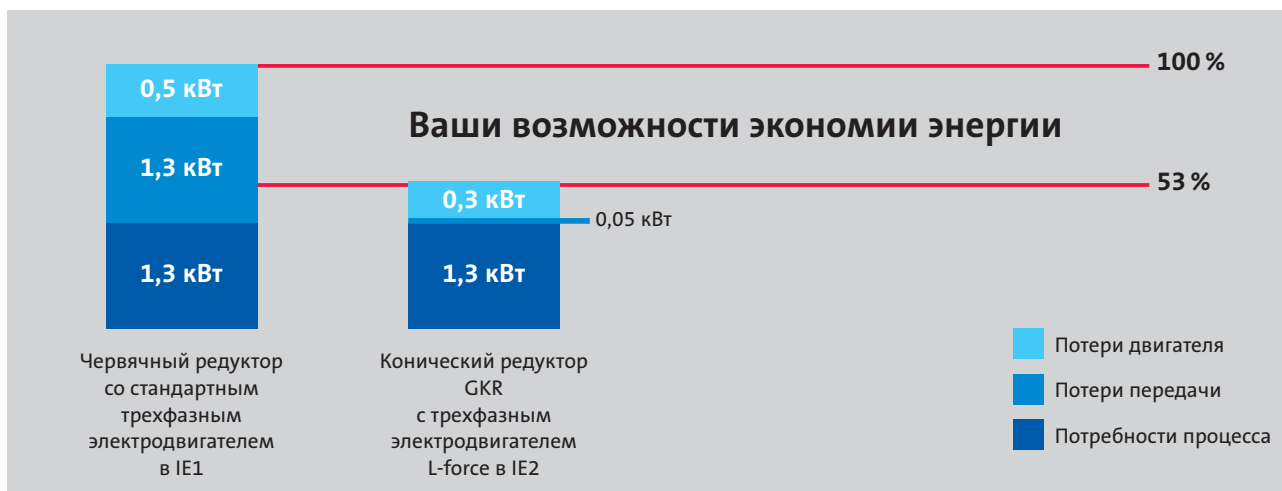 100 %
0,5 кВт
Ваши возможности экономии энергии
1,3 кВт
53 %
0,3 кВт
0,05 кВт
1,3 кВт
1,3 кВт
Червячный редуктор
со стандартным
трехфазным
электродвигателем
в IE1
Конический редуктор
GKR
с трехфазным
электродвигателем
L-force в IE2
Потери двигателя
Потери передачи
Потребности процесса